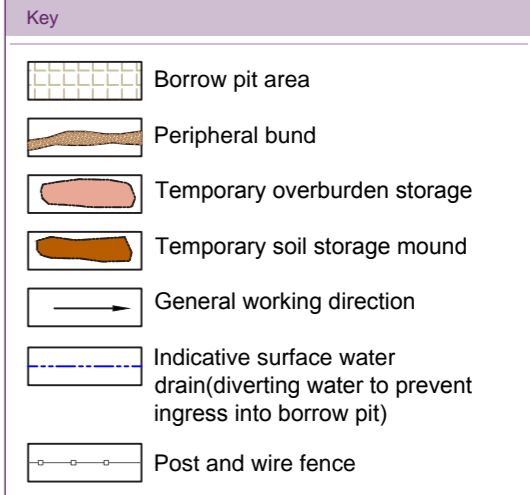 Key
Borrow pit area
Peripheral bund
Temporary overburden storage
Temporary soil storage mound
General working direction
Indicative surface water
drain(diverting water to prevent
ingress into borrow pit)
Post and wire fence